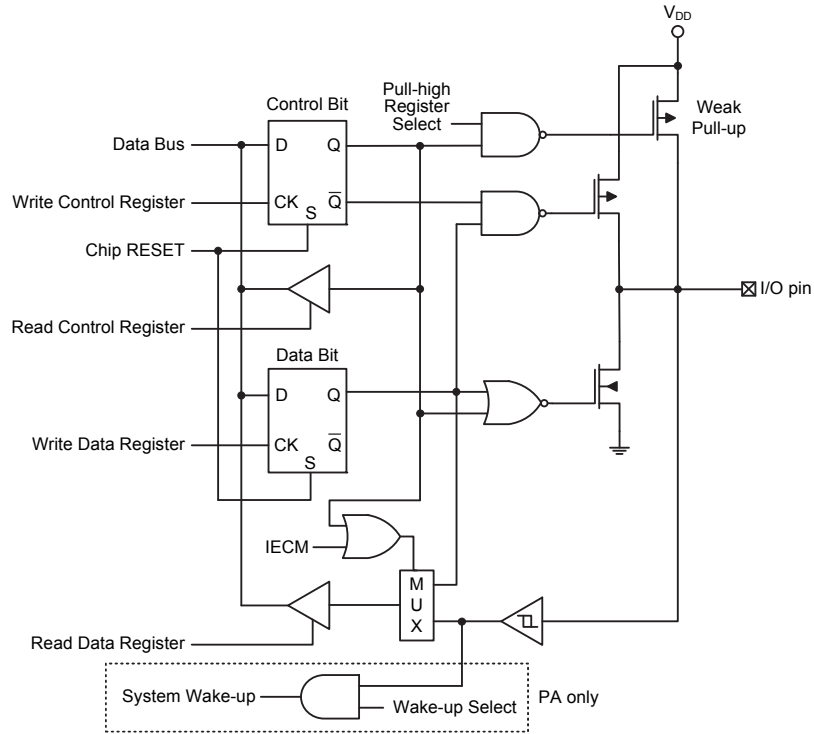 VDD
Pull-high
Register
Select
Control Bit
Weak
Pull-up
Data Bus
D
Q
Write Control Register
CK
Q
S
Chip RESET
I/O pin
Read Control Register
Data Bit
D
Q
Write Data Register
CK
Q
S
IECM
M
U
X
Read Data Register
System Wake-up
Wake-up Select
PA only